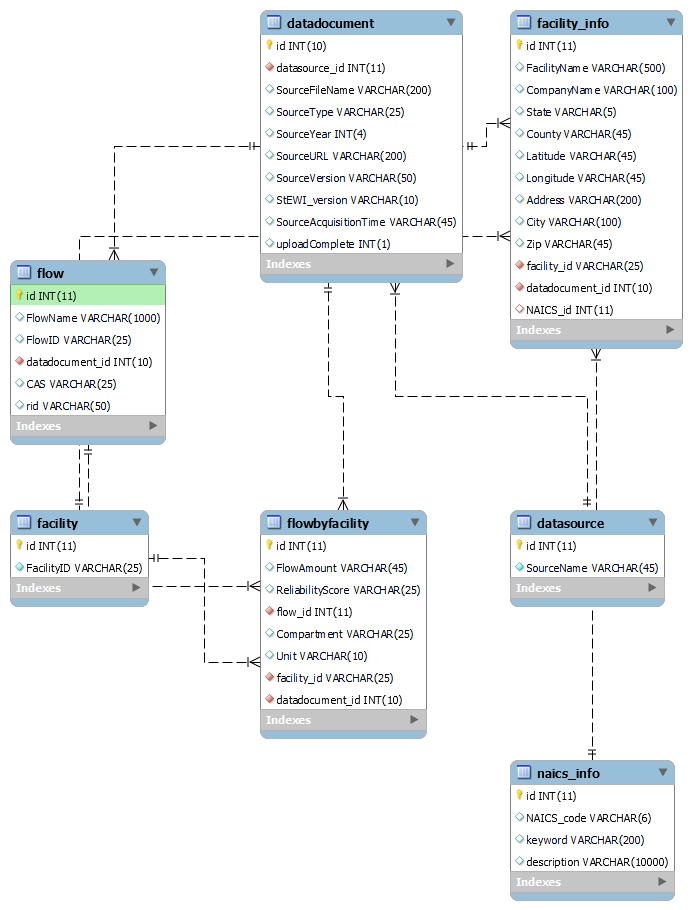 datadocument
id INT(10)
datasource_id INT(11)
SourceFileName VARCHAR(200)
SourceType VARCHAR(25)
SourceYear INT(4)
SourceURL VARCHAR(200)
SourceVersion VARCHAR(50)
StEWI_version VARCHAR(10)
SourceAcquisitionTime VARCHAR(45)
uploadComplete INT(1)
Indexes
facility_info
id INT(11)
FacilityName VARCHAR(500)
CompanyName VARCHAR(100)
State VARCHAR(5)
County VARCHAR(45)
Latitude VARCHAR(45)
Longitude VARCHAR(45)
Address VARCHAR(200)
City VARCHAR(100)
Zip VARCHAR(45)
facility_id VARCHAR(25)
datadocument_id INT(10)
NAICS_id INT(11)
Indexes
flow
id INT(11)
FlowName VARCHAR(1000)
FlowID VARCHAR(25)
datadocument_id INT(10)
CAS VARCHAR(25)
rid VARCHAR(50)
Indexes
facility
id INT(11)
FacilityID VARCHAR(25)
Indexes
flowbyfacility
id INT(11)
FlowAmount VARCHAR(45)
ReliabilityScore VARCHAR(25)
flow_id INT(11)
Compartment VARCHAR(25)
Unit VARCHAR(10)
facility_id VARCHAR(25)
datadocument_id INT(10)
Indexes
datasource
id INT(11)
SourceName VARCHAR(45)
Indexes
naics_info
id INT(11)
NAICS_code VARCHAR(6)
keyword VARCHAR(200)
description VARCHAR(10000)
Indexes